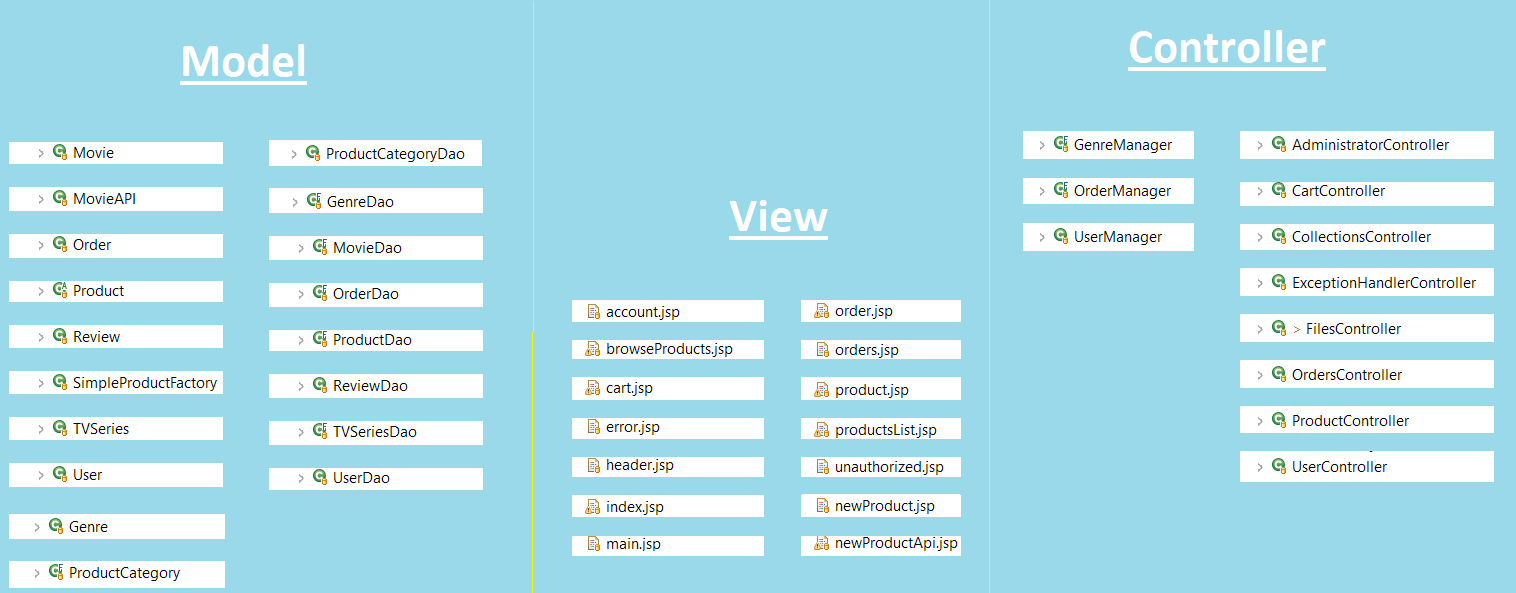 Model
Movie
MovieAPI
Order
Product
Review
SimpleProductFactory
TVSeries
User
Genre
ProductCategory
ProductCategoryDao
GenreDao
MovieDao
OrderDao
ProductDao
ReviewDao
TVSeriesDao
UserDao
View
account.jsp
browseProducts.jsp
cart.jsp
error.jsp
header.jsp
index.jsp
main.jsp
order.jsp
orders.jsp
product.jsp
productsList.jsp
unauthorized.jsp
newProduct.jsp
newProductApi.jsp
Controller
GenreManager
OrderManager
UserManager
AdministratorController
CartController
CollectionsController
ExceptionHandlerController
> FilesController
OrdersController
ProductController
UserController